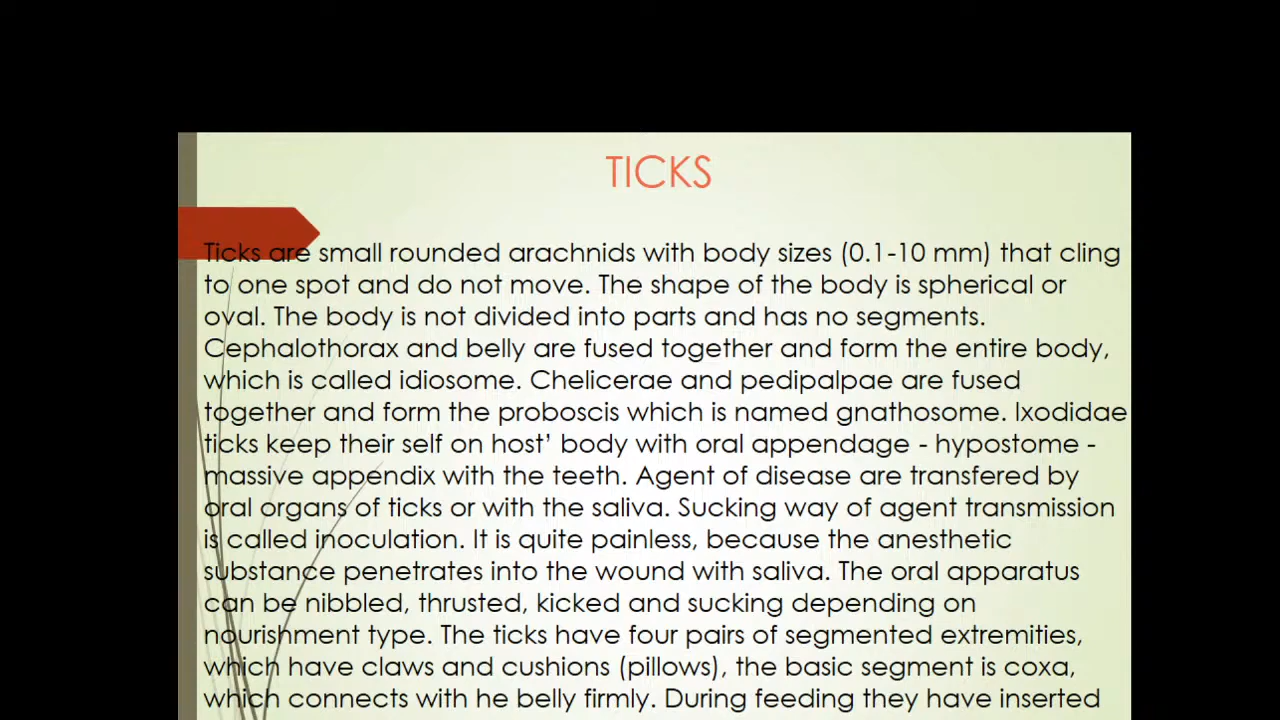 TICKS
Ticks are small rounded arachnids with body sizes (0.1-10 mm) that cling
to one spot and do not move. The shape of the body is spherical or
oval. The body is not divided into parts and has no segments.
Cephalothorax and belly are fused together and form the entire body,
which is called idiosome. Chelicerae and pedipalpae are fused
together and form the proboscis which is named gnathosome. Ixodidae
ticks keep their self on host’ body with oral appendage - hypostome -
massive appendix with the teeth. Agent of disease are transfered by
oral organs of ticks or with the saliva. Sucking way of agent transmission
is called inoculation. It is quite painless, because the anesthetic
substance penetrates into the wound with saliva. The oral apparatus
can be nibbled, thrusted, kicked and sucking depending on
nourishment type. The ticks have four pairs of segmented extremities,
which have claws and cushions (pillows), the basic segment is coxa,
which connects with he belly firmly. During feeding they have inserted